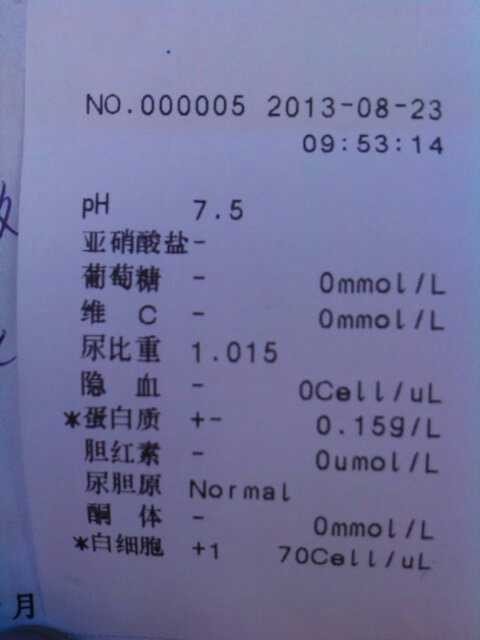 NO.000005 2013-08-23
09:53:14
pH 7.5
亚硝酸盐-
葡萄糖 - 0mmol/L
维 C - 0mmol/L
尿比重 1.015
隐 血 - 0Cell/uL
*蛋白质 +- 0.15g/L
胆红素 - 0umol/L
尿胆原 Normal
酮 体 - 0mmol/L
*白细胞 +1 70Cell/uL
月